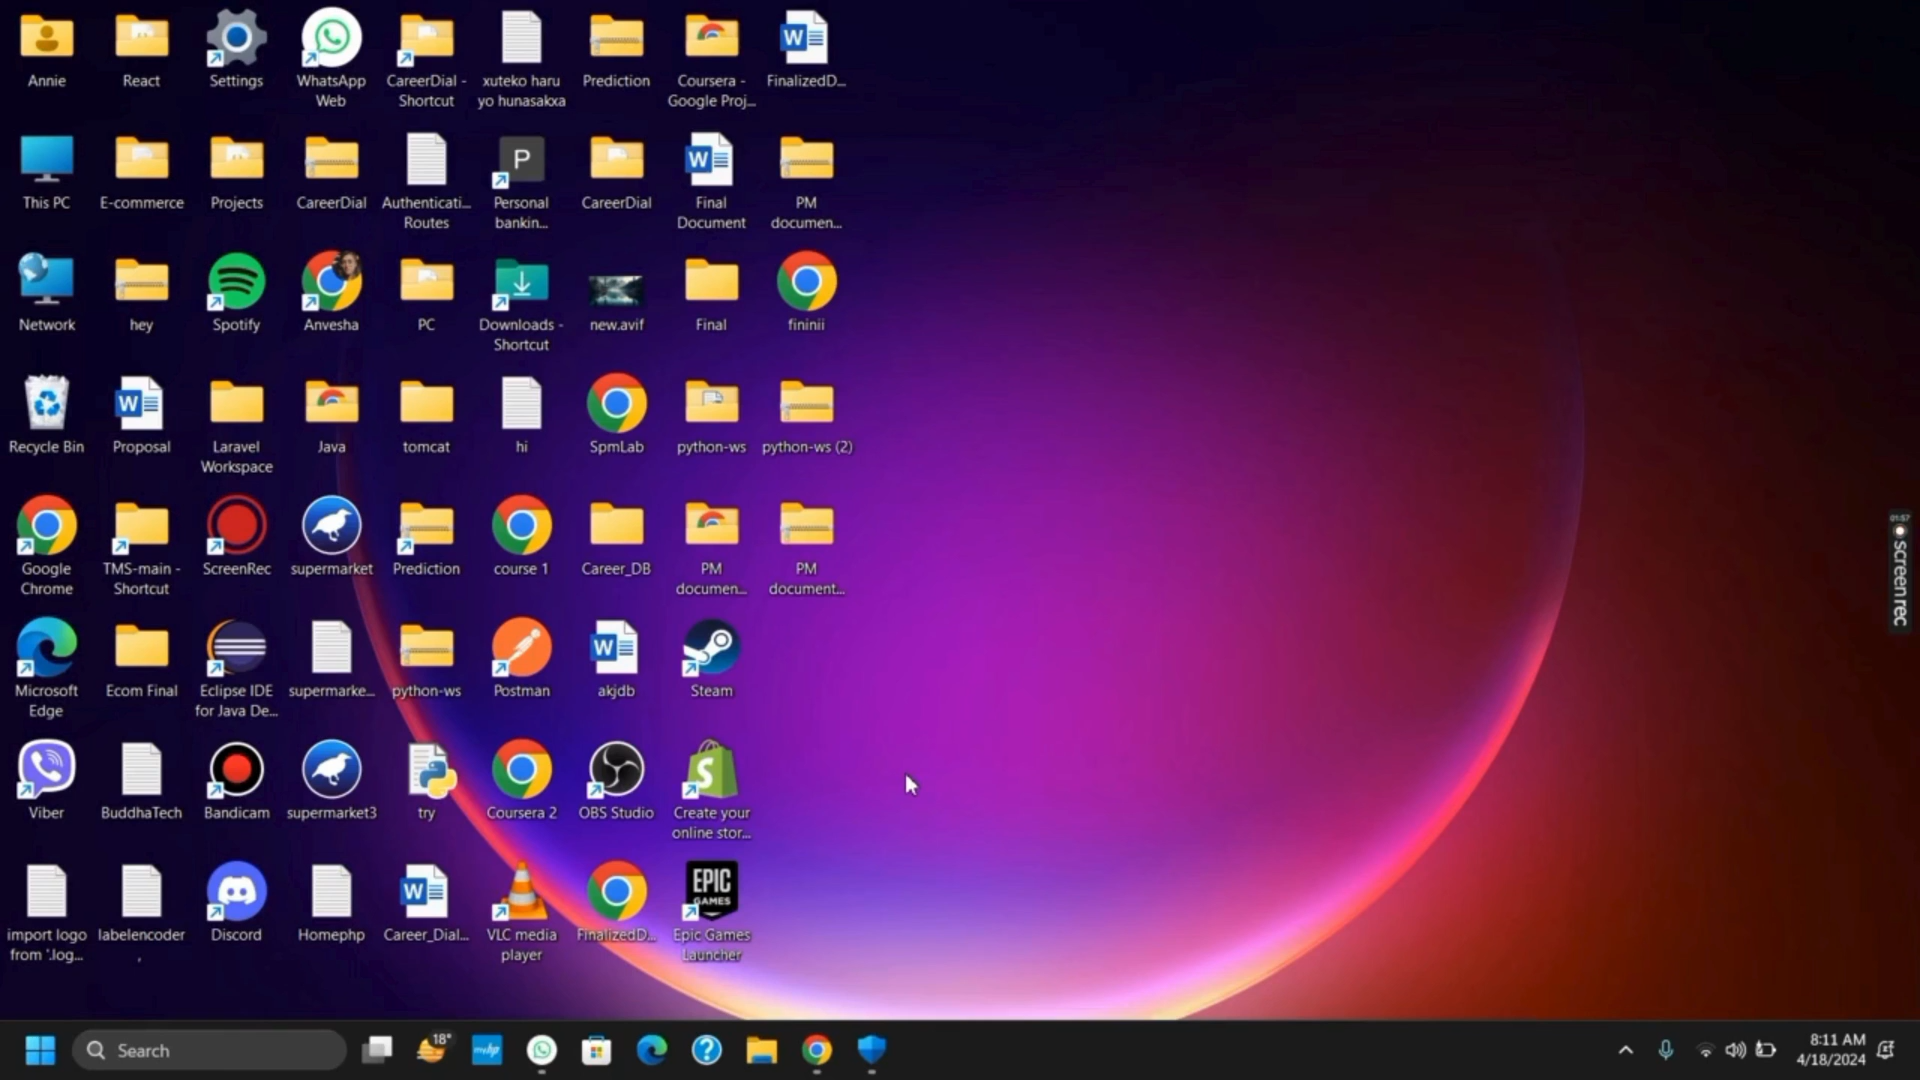 Annie
React
Settings
WhatsApp
Web
CareerDial -
Shortcut
xuteko haru
yo hunasakxa
Prediction
Coursera -
Google Proj...
FinalizedD...
This PC
E-commerce
Projects
CareerDial
Authenticati...
Routes
P
Personal
bankin...
CareerDial
Final
Document
PM
documen...
Network
hey
Spotify
Anvesha
PC
Downloads -
Shortcut
new.avif
Final
fininii
Recycle Bin
Proposal
Laravel
Workspace
Java
tomcat
hi
SpmLab
python-ws
python-ws (2)
Google
Chrome
TMS-main -
Shortcut
ScreenRec
supermarket
Prediction
course 1
Career_DB
PM
documen...
PM
document...
Microsoft
Edge
Ecom Final
Eclipse IDE
for Java De...
supermarke...
python-ws
Postman
akjdb
Steam
Viber
BuddhaTech
Bandicam
supermarket3
try
Coursera 2
OBS Studio
Create your
online stor...
import logo
from '.log...
labelencoder
,
Discord
Homephp
Career_Dial...
VLC media
player
FinalizedD...
EPIC
GAMES
Epic Games
Launcher
01:57
screenrec
Search
18°
myhp
8:11 AM
4/18/2024